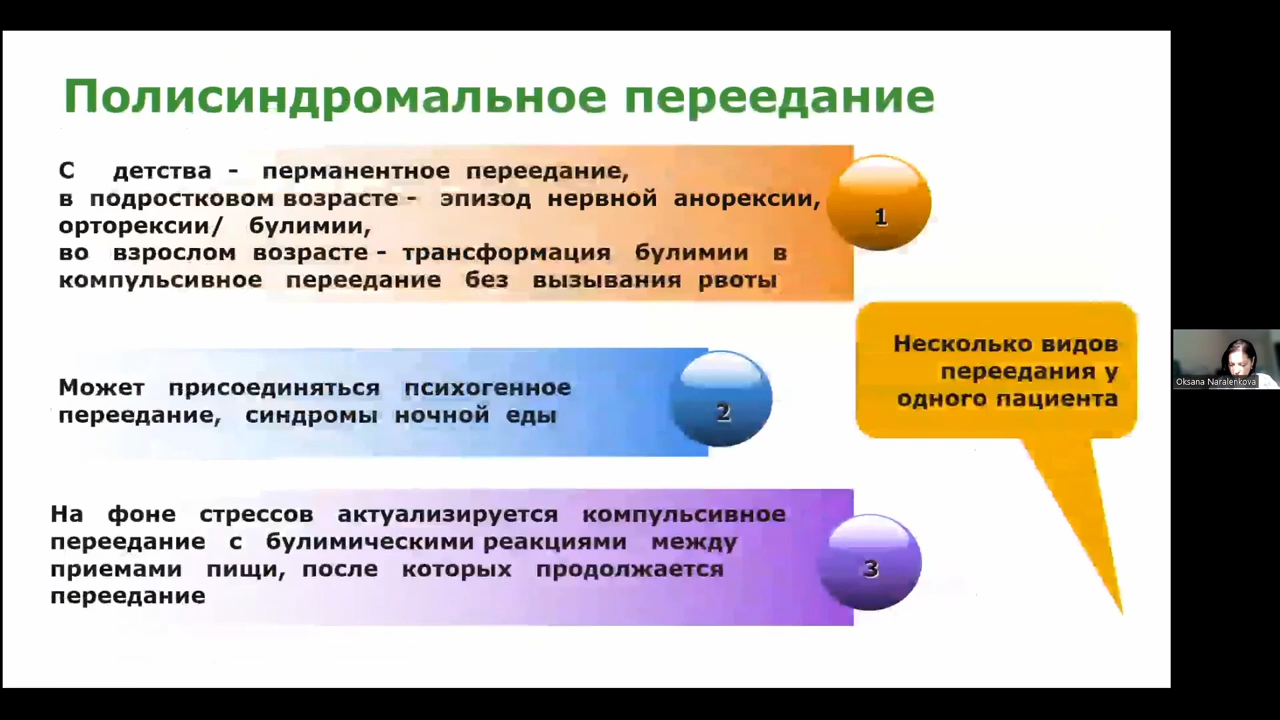 Полисиндромальное переедание
С детства - перманентное переедание,
в подростковом возрасте - эпизод нервной анорексии,
орторексии/ булимии,
во взрослом возрасте - трансформация булимии в
компульсивное переедание без вызывания рвоты
1
Несколько видов
переедания у
одного пациента
Может присоединяться психогенное
переедание, синдромы ночной еды
2
На фоне стрессов актуализируется компульсивное
переедание с булимическими реакциями между
приемами пищи, после которых продолжается
переедание
3
Oksana Naralenkova